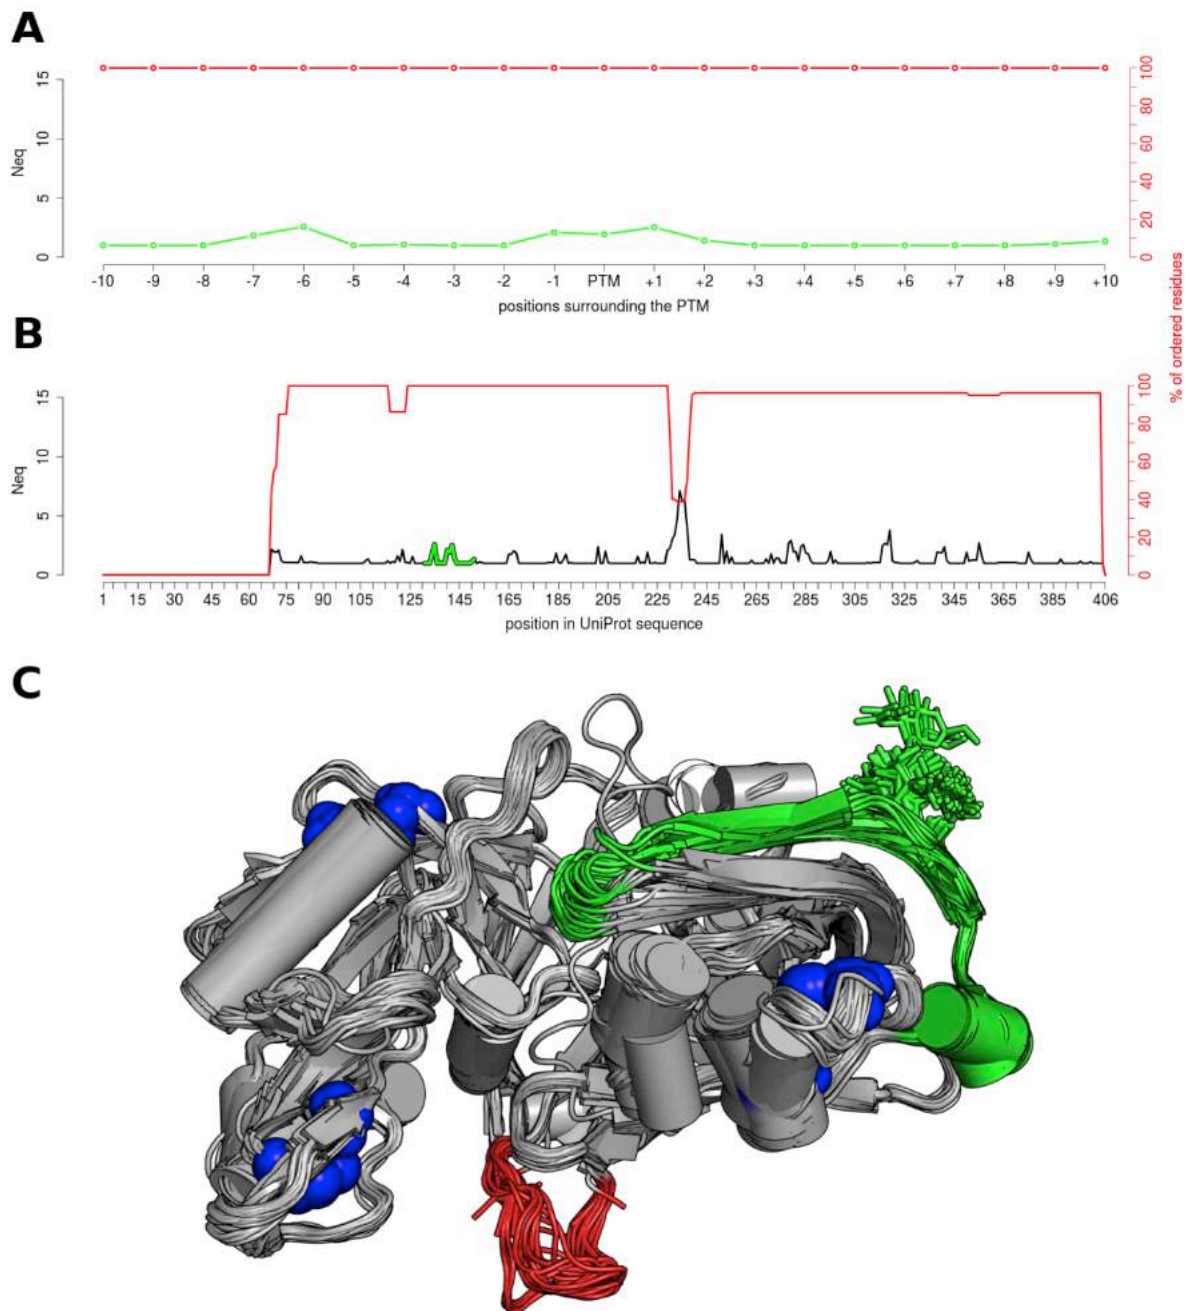 A
15
10
5
0
Neq
100
80
60
40
20
0
-10 -9 -8 -7 -6 -5 -4 -3 -2 -1 PTM +1 +2 +3 +4 +5 +6 +7 +8 +9 +10
positions surrounding the PTM
% of ordered residues
B
15
10
5
0
Neq
100
80
60
40
20
0
1 15 30 45 60 75 90 105 125 145 165 185 205 225 245 265 285 305 325 345 365 385 406
position in UniProt sequence
C